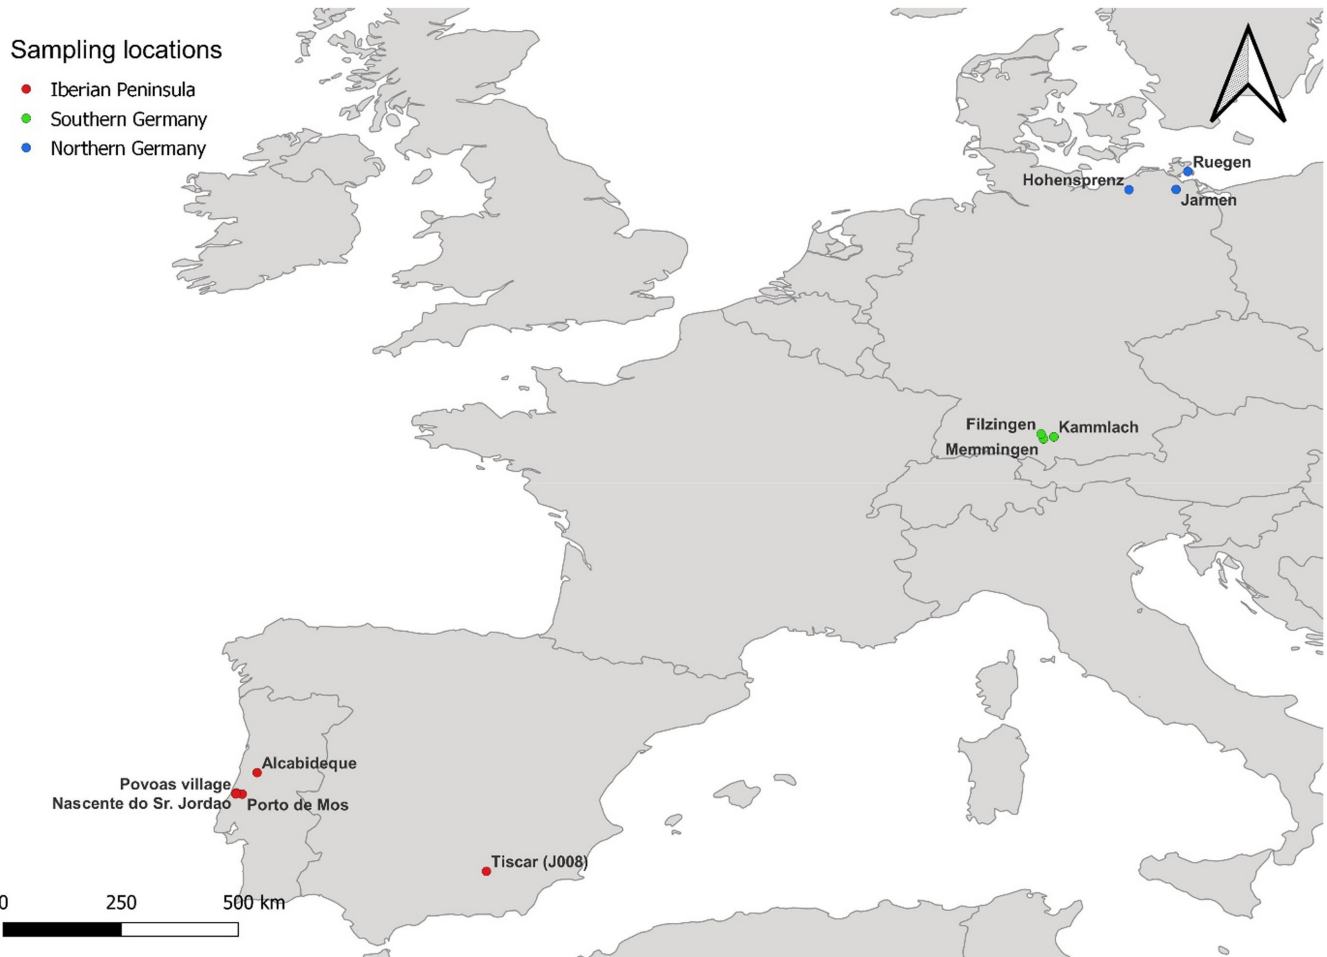 Sampling locations
Iberian Peninsula
Southern Germany
Northern Germany
Ruegen
Hohensprenz
Jarmen
Filzingen
Kammlach
Memmingen
Alcabideque
Povoas village
Nascente do Sr. Jordao
Porto de Mos
Tiscar (J008)
0 250 500 km